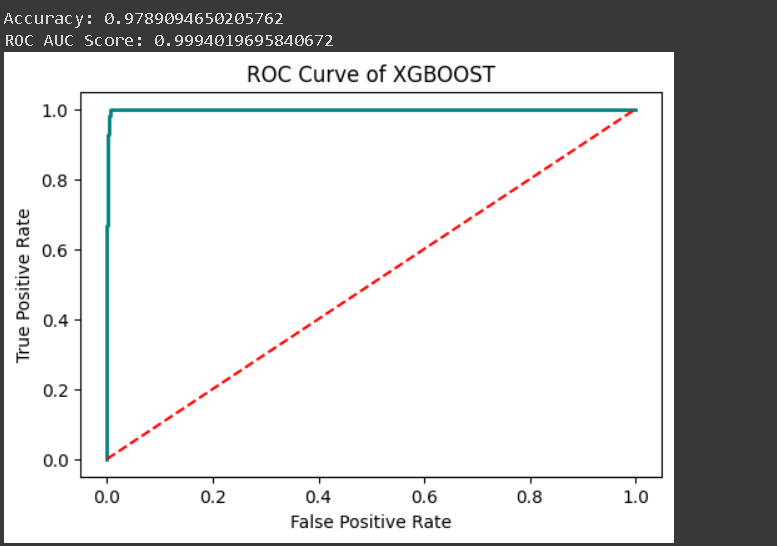 Accuracy: 0.9789094650205762
ROC AUC Score: 0.9994019695840672
ROC Curve of XGBOOST
1.0
0.8
0.6
0.4
0.2
0.0
True Positive Rate
0.0 0.2 0.4 0.6 0.8 1.0
False Positive Rate